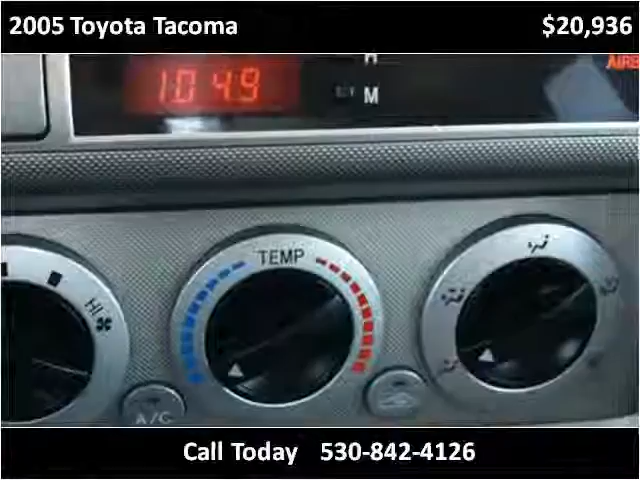 2005 Toyota Tacoma $20,936
10:49
H
M
AIRB
TEMP
HI
A/C
Call Today 530-842-4126